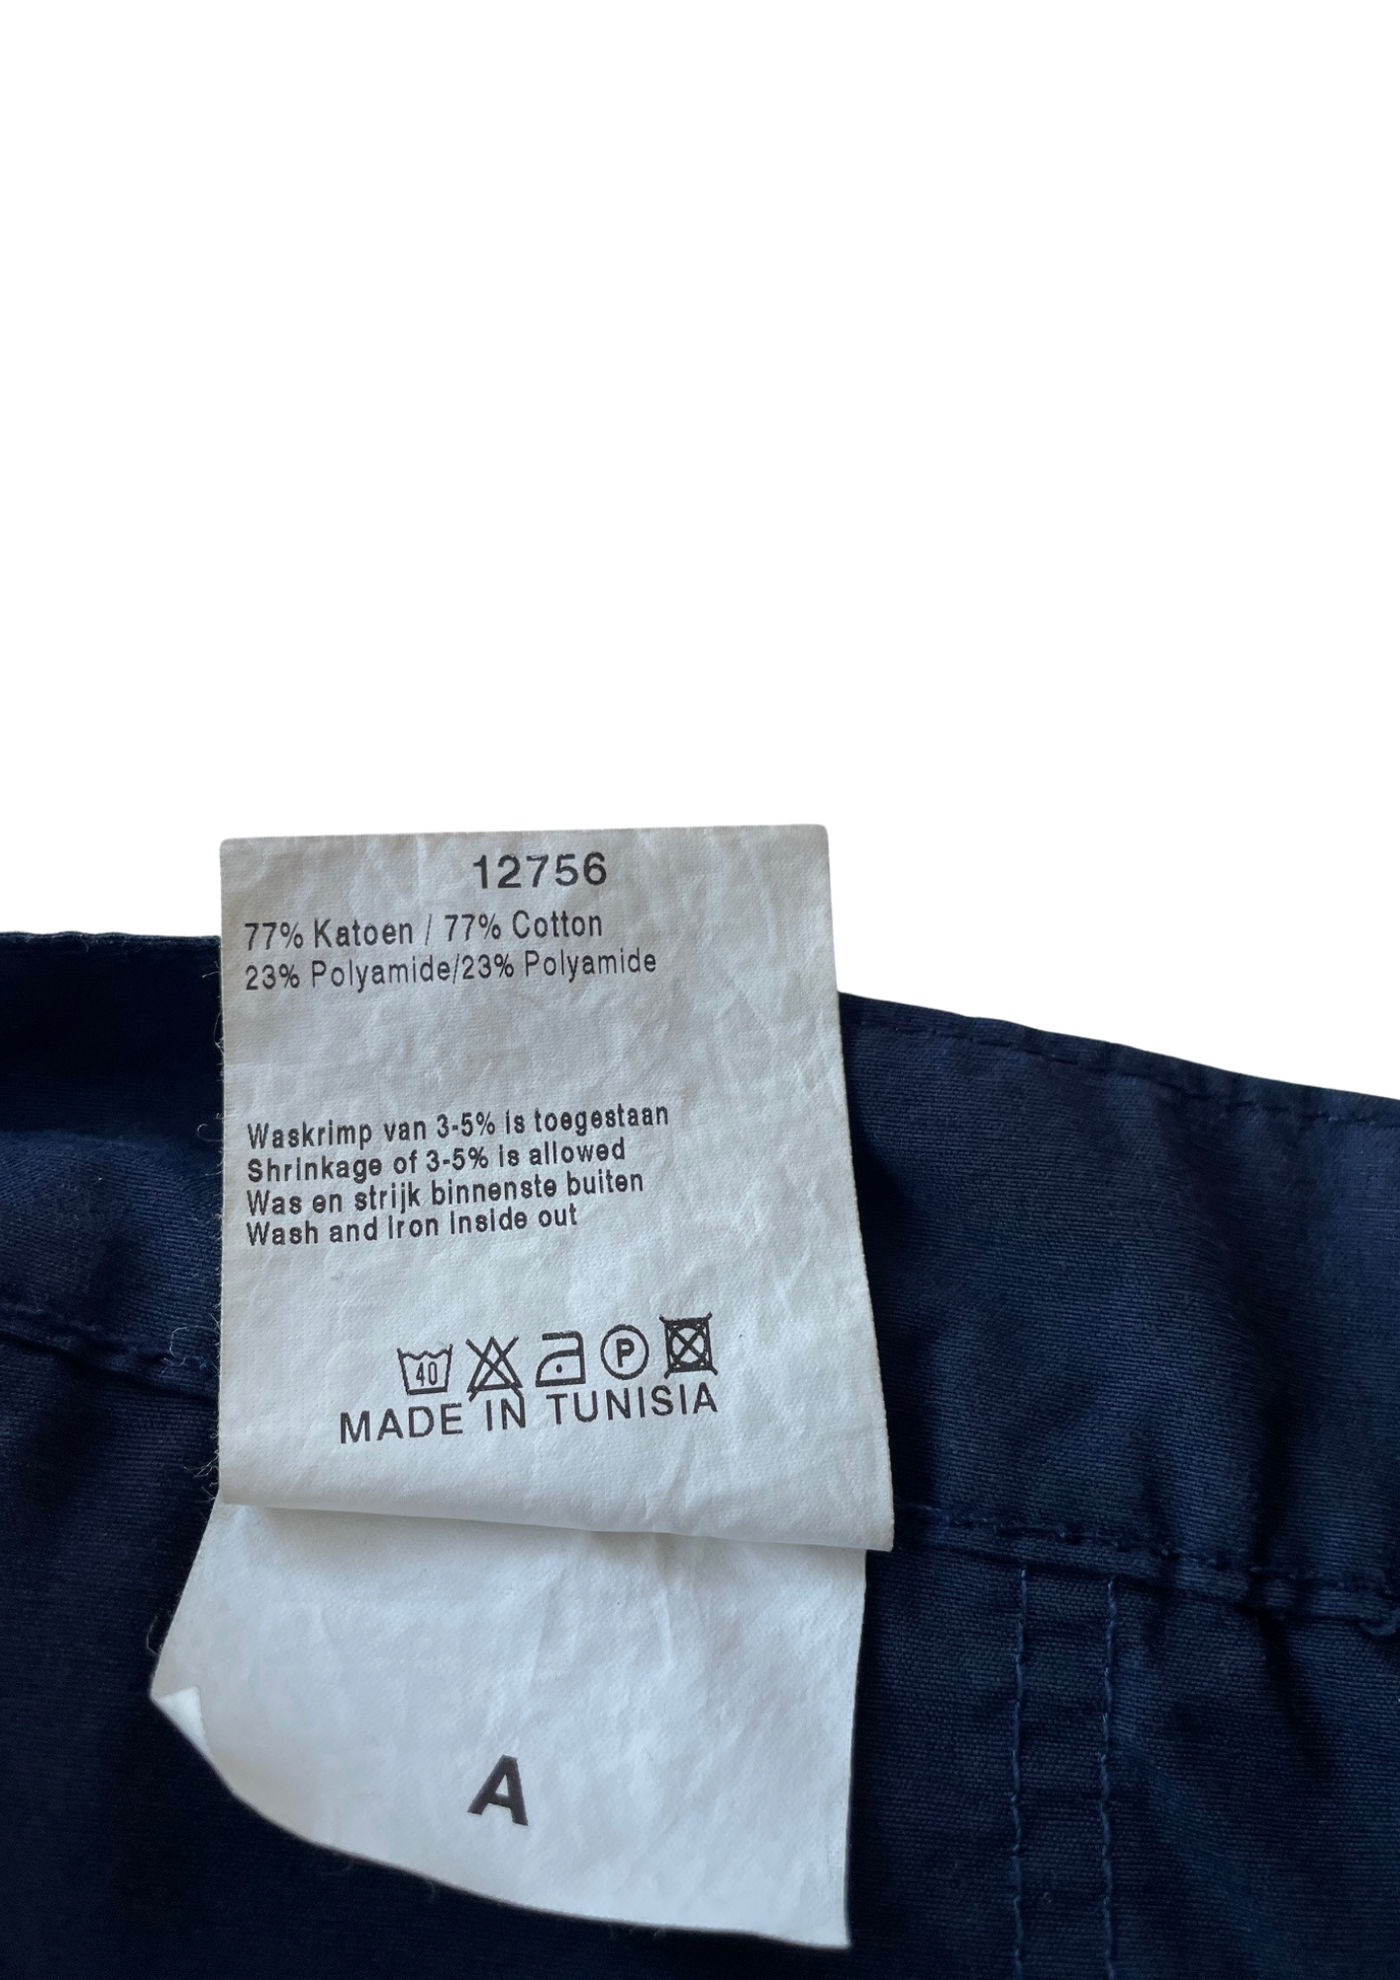 12756
77% Katoen / 77% Cotton
23% Polyamide/23% Polyamide
Waskrimp van 3-5% is toegestaan
Shrinkage of 3-5% is allowed
Was en strijk binnenste buiten
Wash and iron inside out
40 P
MADE IN TUNISIA
A